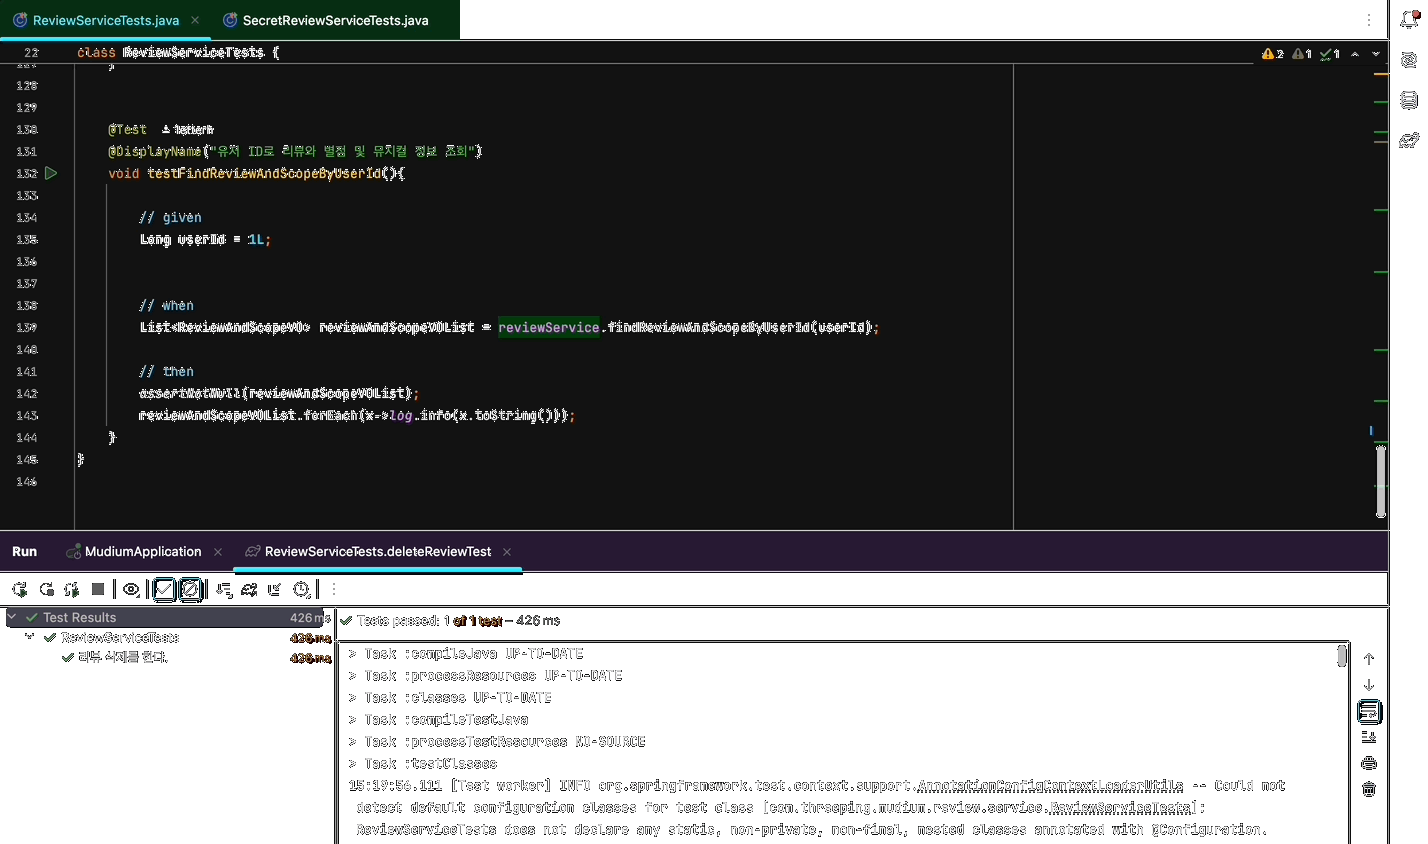 ReviewServiceTests.java
SecretReviewServiceTests.java
22 class ReviewServiceTests {
2 1 1
127 }
128
129
130 @Test
131 @DisplayName("유저 ID로 리뷰와 별점 및 뮤지컬 정보 조회")
132 void testFindReviewAndScopeByUserId(){
133
134 // given
135 Long userId = 1L;
136
137
138 // when
139 List<ReviewAndScopeVO> reviewAndScopeVOList = reviewService.findReviewAndScopeByUserId(userId);
140
141 // then
142 assertNotNull(reviewAndScopeVOList);
143 reviewAndScopeVOList.forEach(x->log.info(x.toString()));
144 }
145 }
146
Run MudiumApplication ReviewServiceTests.deleteReviewTest
Test Results 426 ms
Tests passed: 1 of 1 test – 426 ms
ReviewServiceTests 426 ms
리뷰 삭제를 한다. 426 ms
> Task :compileJava UP-TO-DATE
> Task :processResources UP-TO-DATE
> Task :classes UP-TO-DATE
> Task :compileTestJava
> Task :processTestResources NO-SOURCE
> Task :testClasses
15:19:56.111 [Test worker] INFO org.springframework.test.context.support.AnnotationConfigContextLoaderUtils -- Could not
detect default configuration classes for test class [com.threeping.mudium.review.service.ReviewServiceTests]:
ReviewServiceTests does not declare any static, non-private, non-final, nested classes annotated with @Configuration.